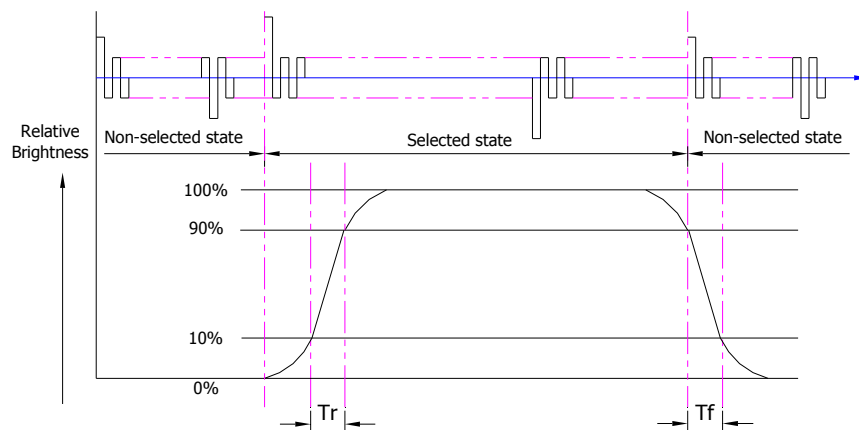 Relative
Brightness
Non-selected state
Selected state
Non-selected state
100%
90%
10%
0%
Tr
Tf